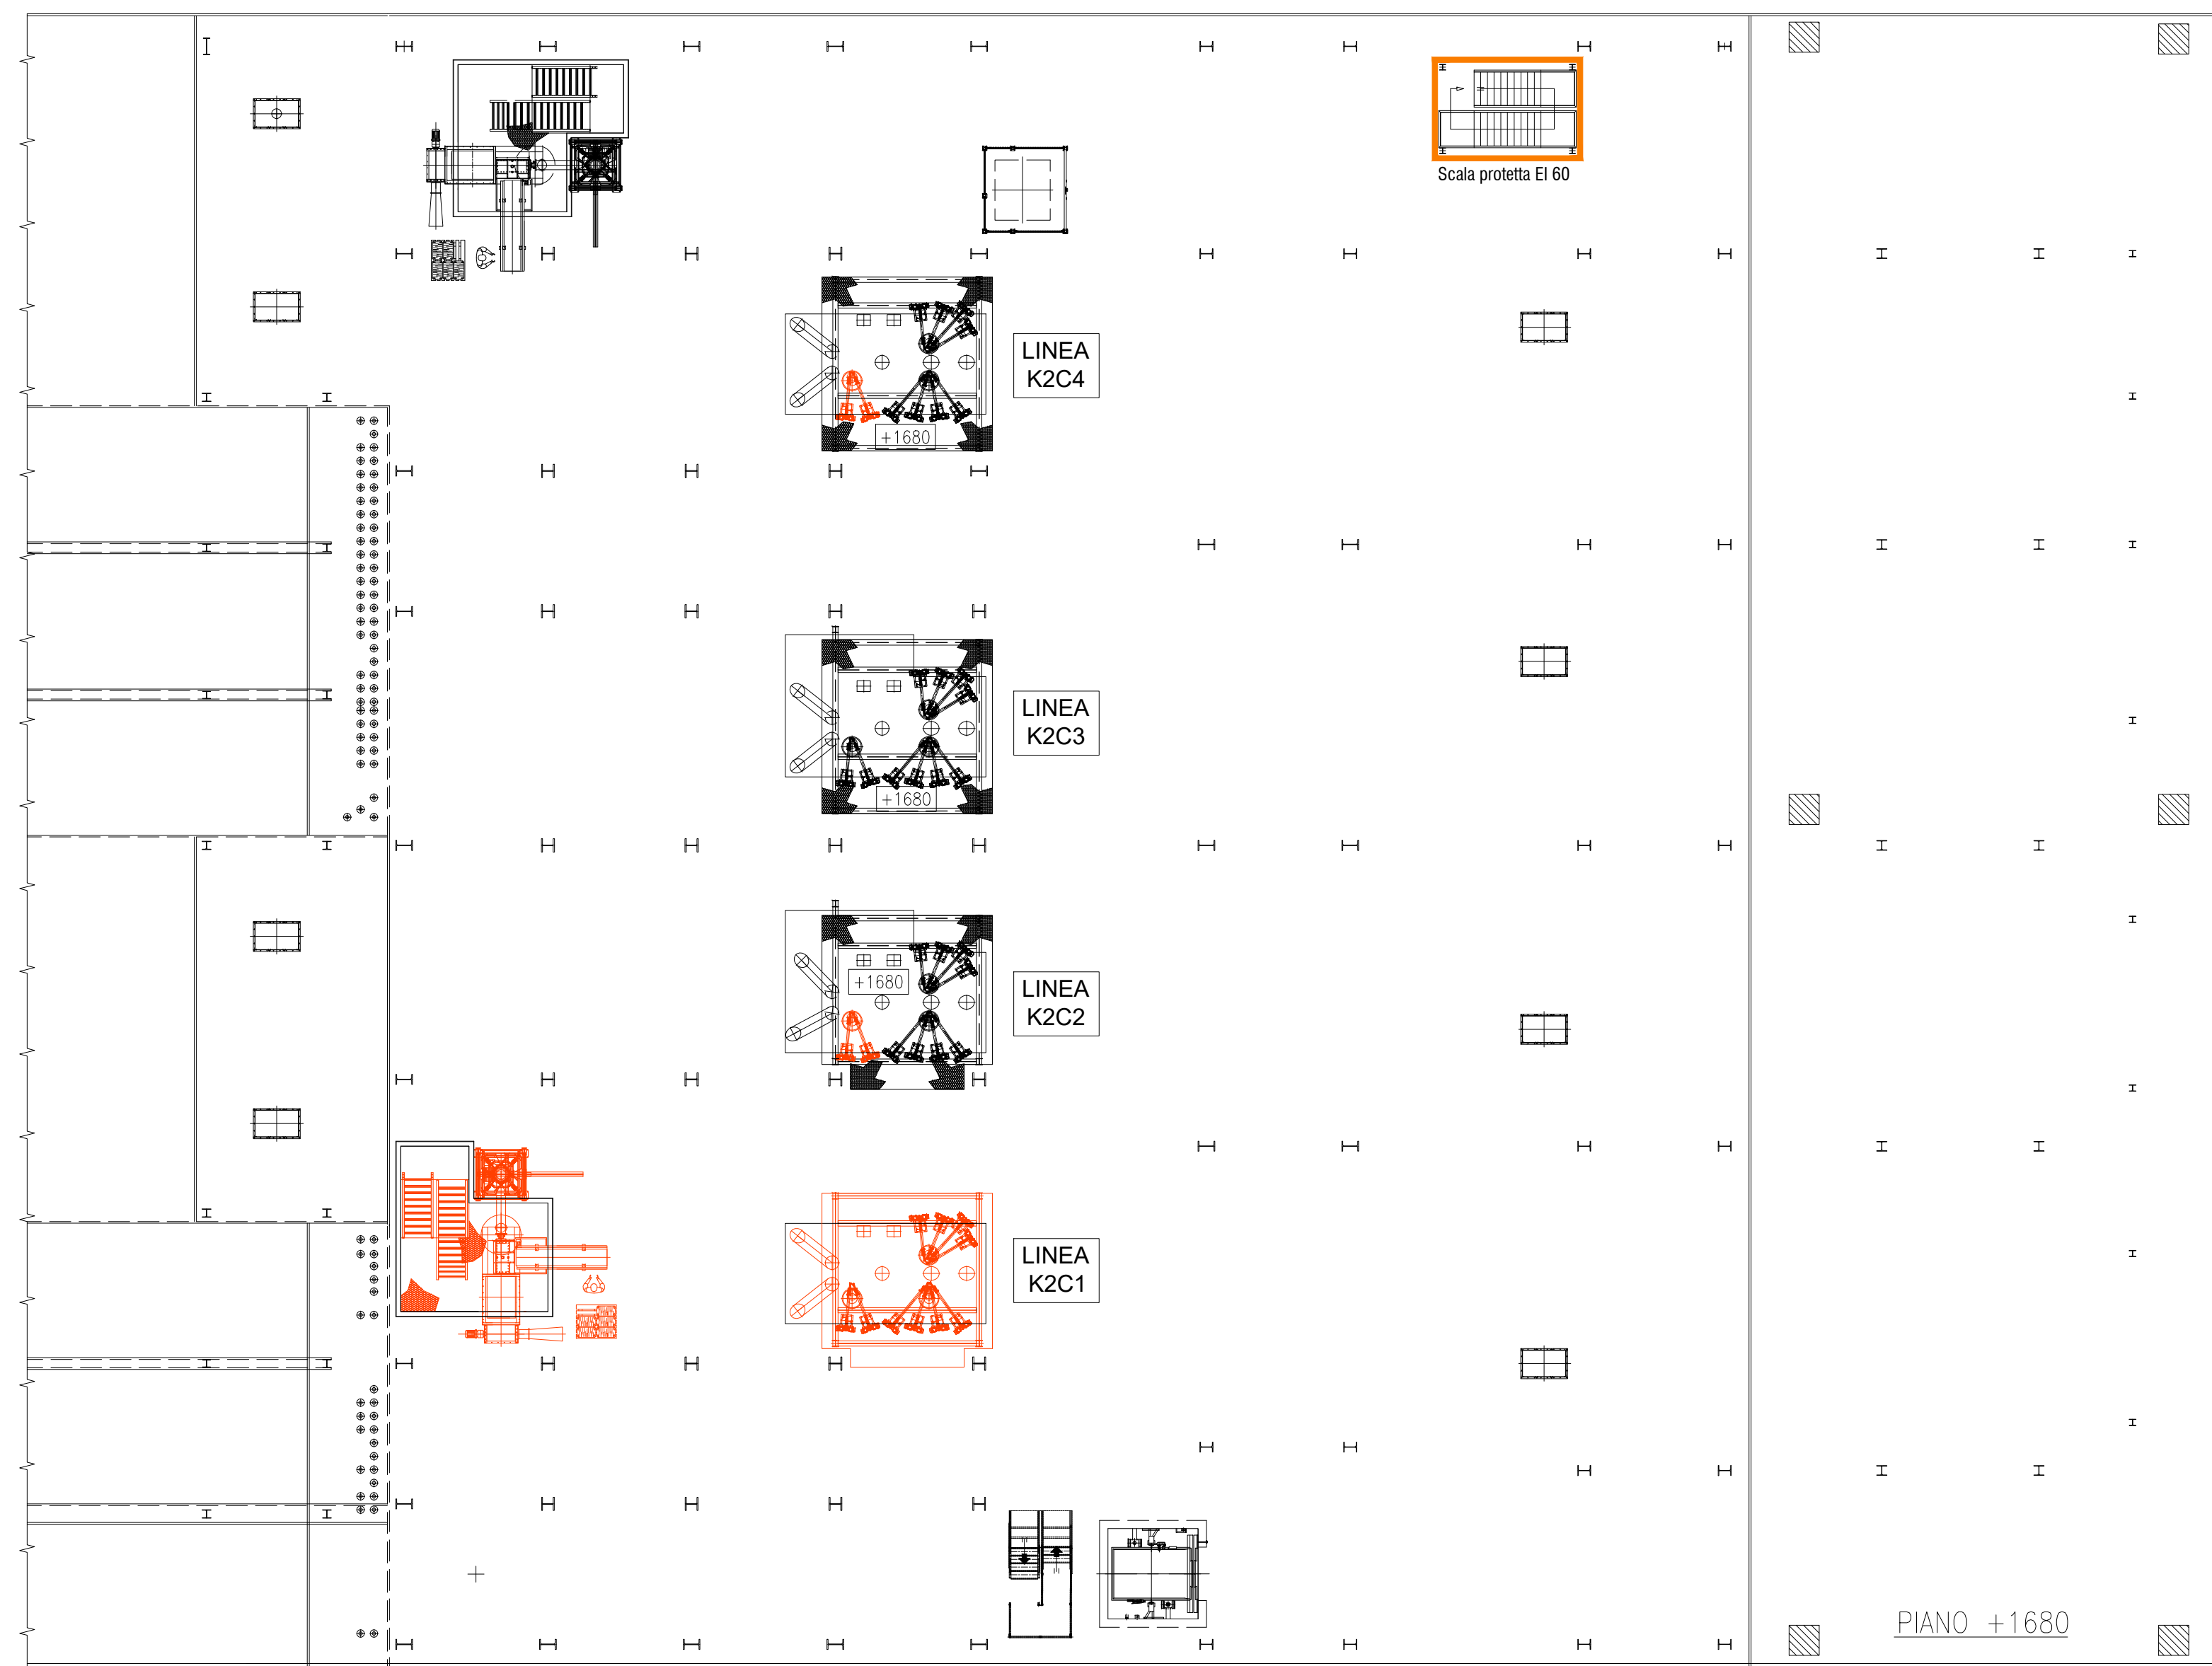 Scala protetta EI 60
LINEA
K2C4
+1680
LINEA
K2C3
+1680
LINEA
K2C2
+1680
LINEA
K2C1
PIANO +1680